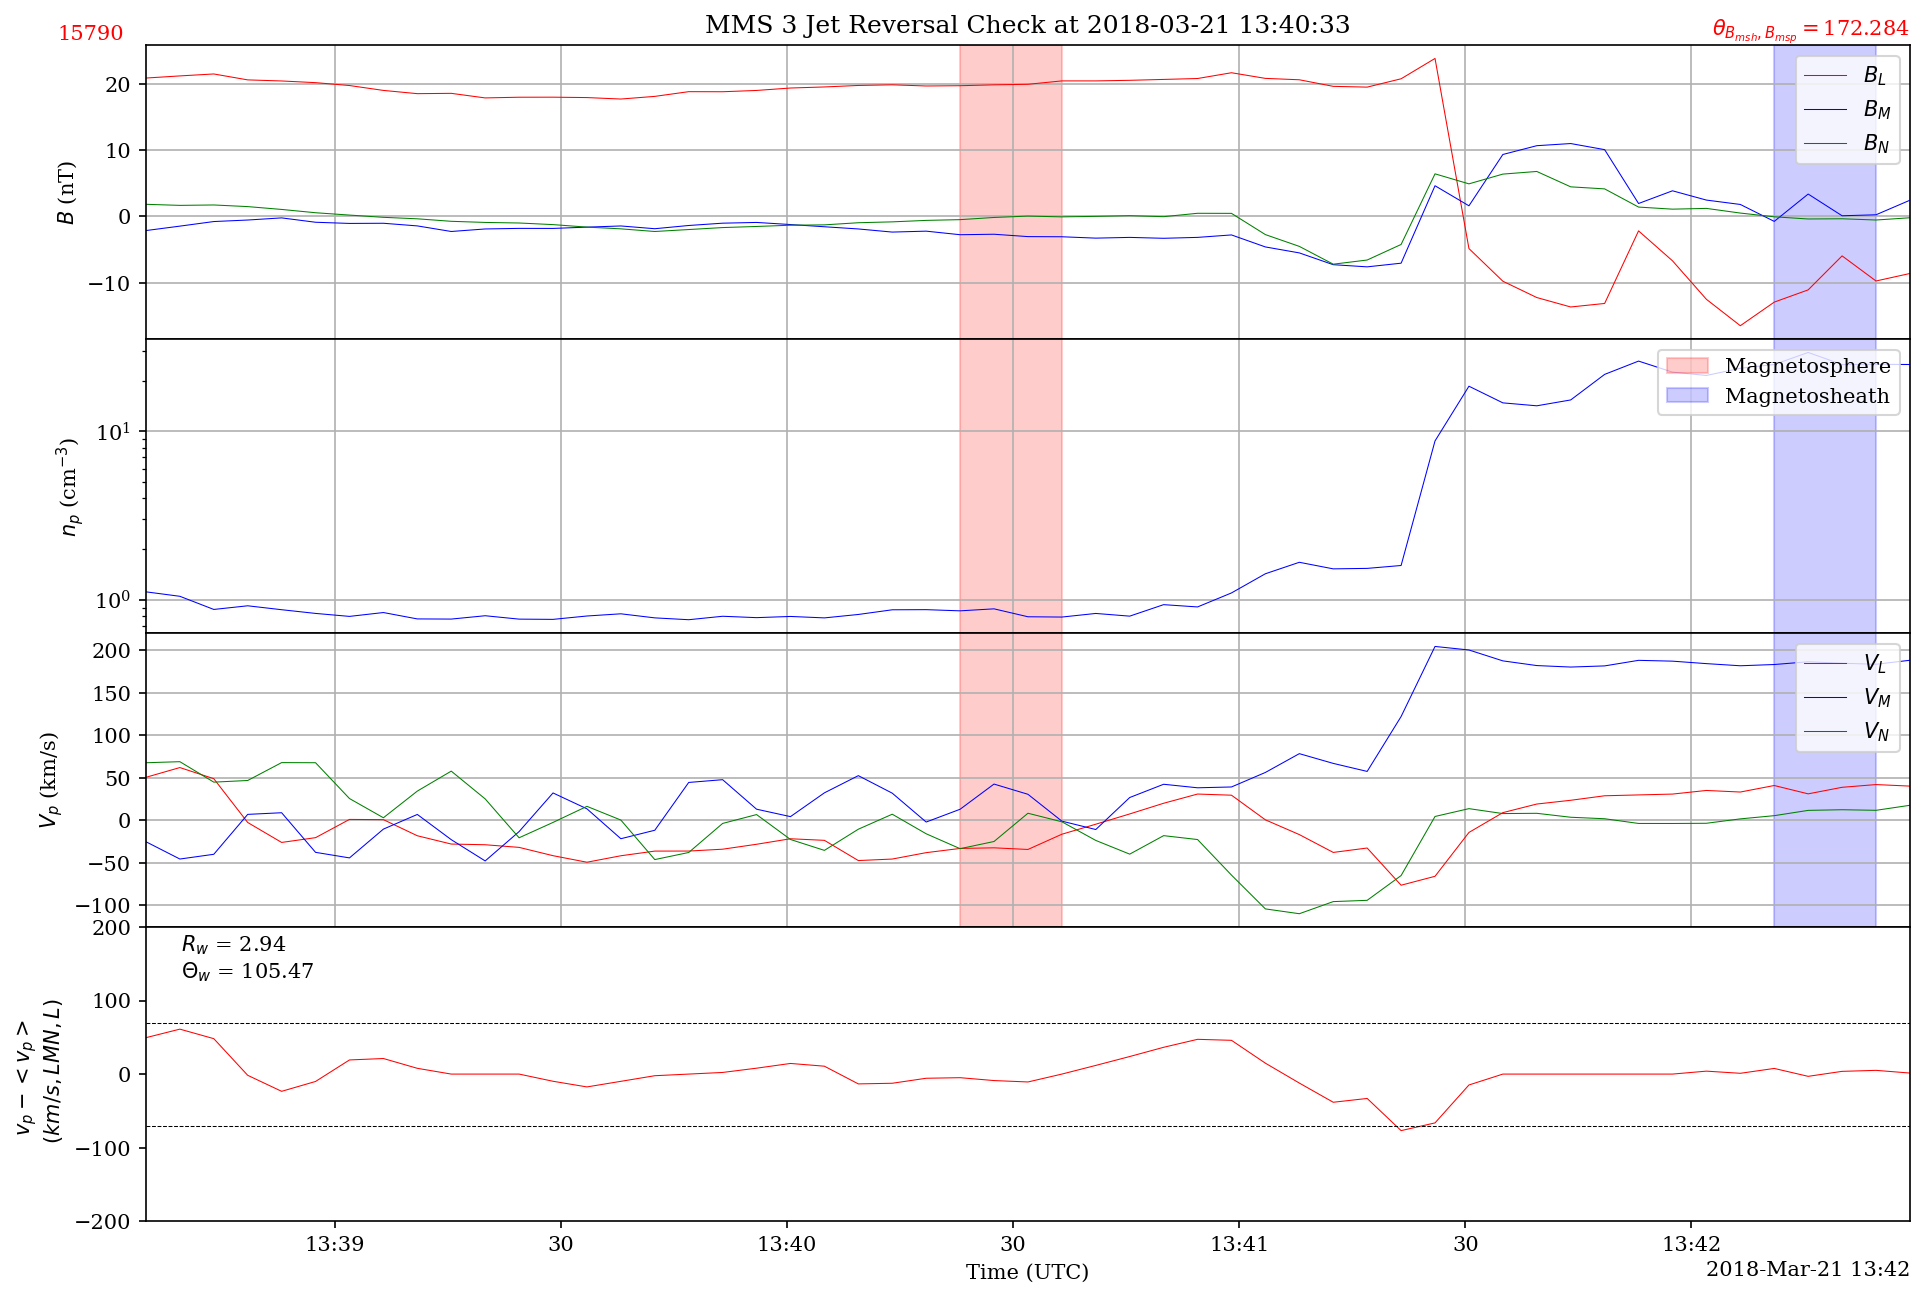 15790
MMS 3 Jet Reversal Check at 2018-03-21 13:40:33
θ_{B_{msh}, B_{msp}} = 172.284
B (nT)
20
10
0
−10
B_L
B_M
B_N
n_p (cm⁻³)
10¹
10⁰
Magnetosphere
Magnetosheath
V_p (km/s)
200
150
100
50
0
−50
−100
V_L
V_M
V_N
v_p − < v_p >
(km/s, LMN, L)
200
100
0
−100
−200
R_w = 2.94
Θ_w = 105.47
13:39
30
13:40
30
13:41
30
13:42
Time (UTC)
2018-Mar-21 13:42